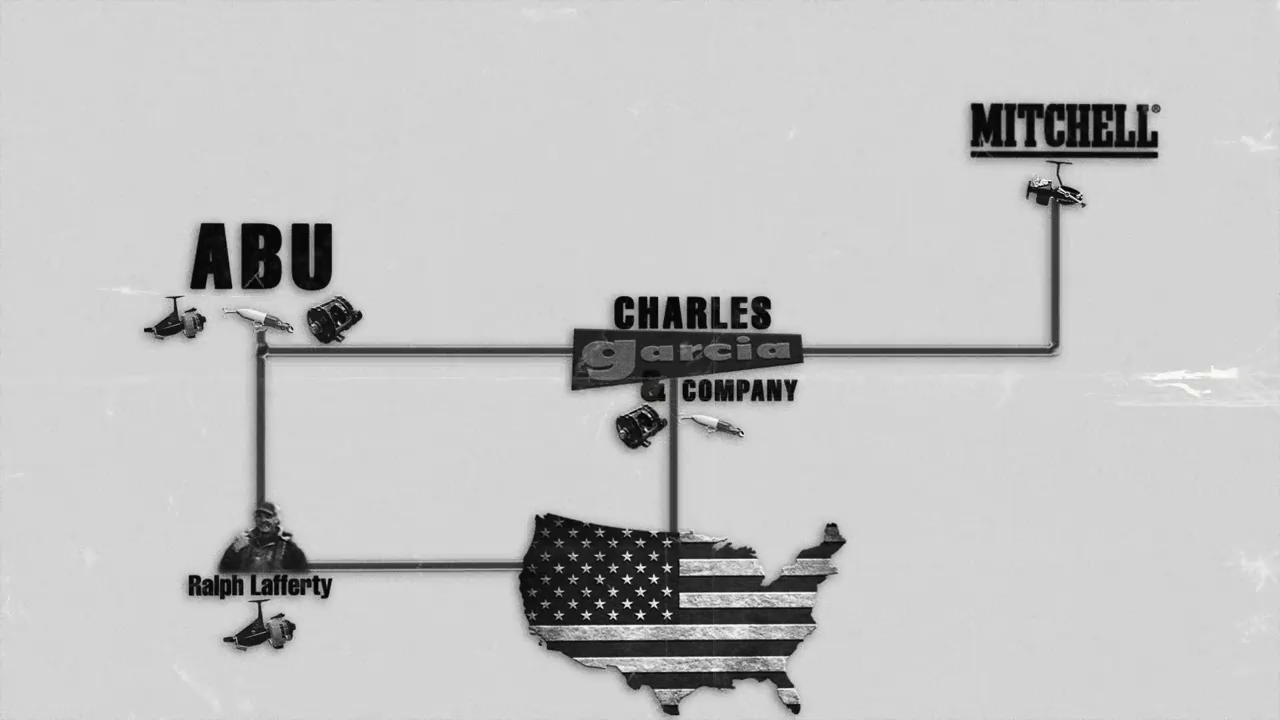 MITCHELL®
ABU
CHARLES
garcia
& COMPANY
Ralph Lafferty